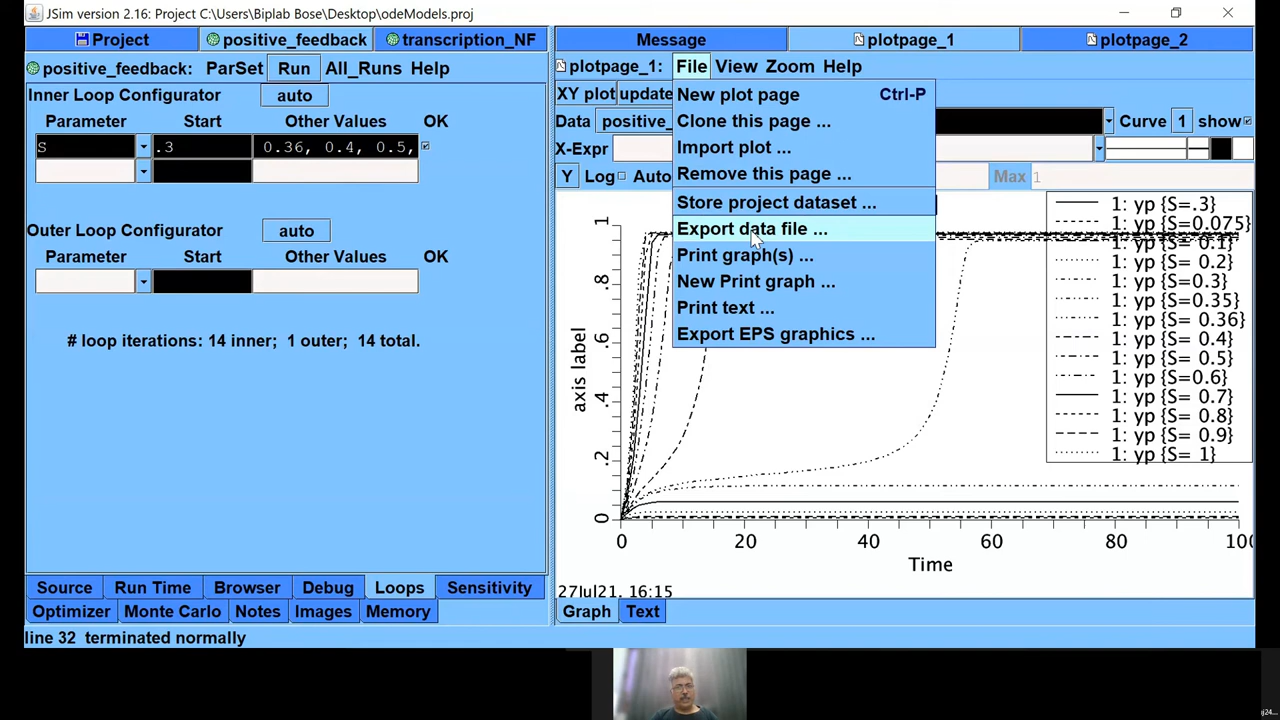 JSim version 2.16: Project C:\Users\Biplab Bose\Desktop\odeModels.proj
Project positive_feedback transcription_NF
positive_feedback: ParSet Run All_Runs Help
Inner Loop Configurator auto
Parameter Start Other Values OK
S .3 0.36, 0.4, 0.5,
Outer Loop Configurator auto
Parameter Start Other Values OK
# loop iterations: 14 inner; 1 outer; 14 total.
Source Run Time Browser Debug Loops Sensitivity
Optimizer Monte Carlo Notes Images Memory
line 32 terminated normally
Message plotpage_1 plotpage_2
plotpage_1: File View Zoom Help
XY plot update
Data positive_ Curve 1 show
X-Expr
Y Log Auto Max 1
New plot page Ctrl-P
Clone this page ...
Import plot ...
Remove this page ...
Store project dataset ...
Export data file ...
Print graph(s) ...
New Print graph ...
Print text ...
Export EPS graphics ...
1: yp {S=.3}
1: yp {S=0.075}
1: yp {S=0.1}
1: yp {S=0.2}
1: yp {S=0.3}
1: yp {S=0.35}
1: yp {S=0.36}
1: yp {S= 0.4}
1: yp {S= 0.5}
1: yp {S=0.6}
1: yp {S= 0.7}
1: yp {S= 0.8}
1: yp {S= 0.9}
1: yp {S= 1}
axis label
1
.8
.6
.4
.2
0
0 20 40 60 80 100
Time
27Jul21, 16:15
Graph Text